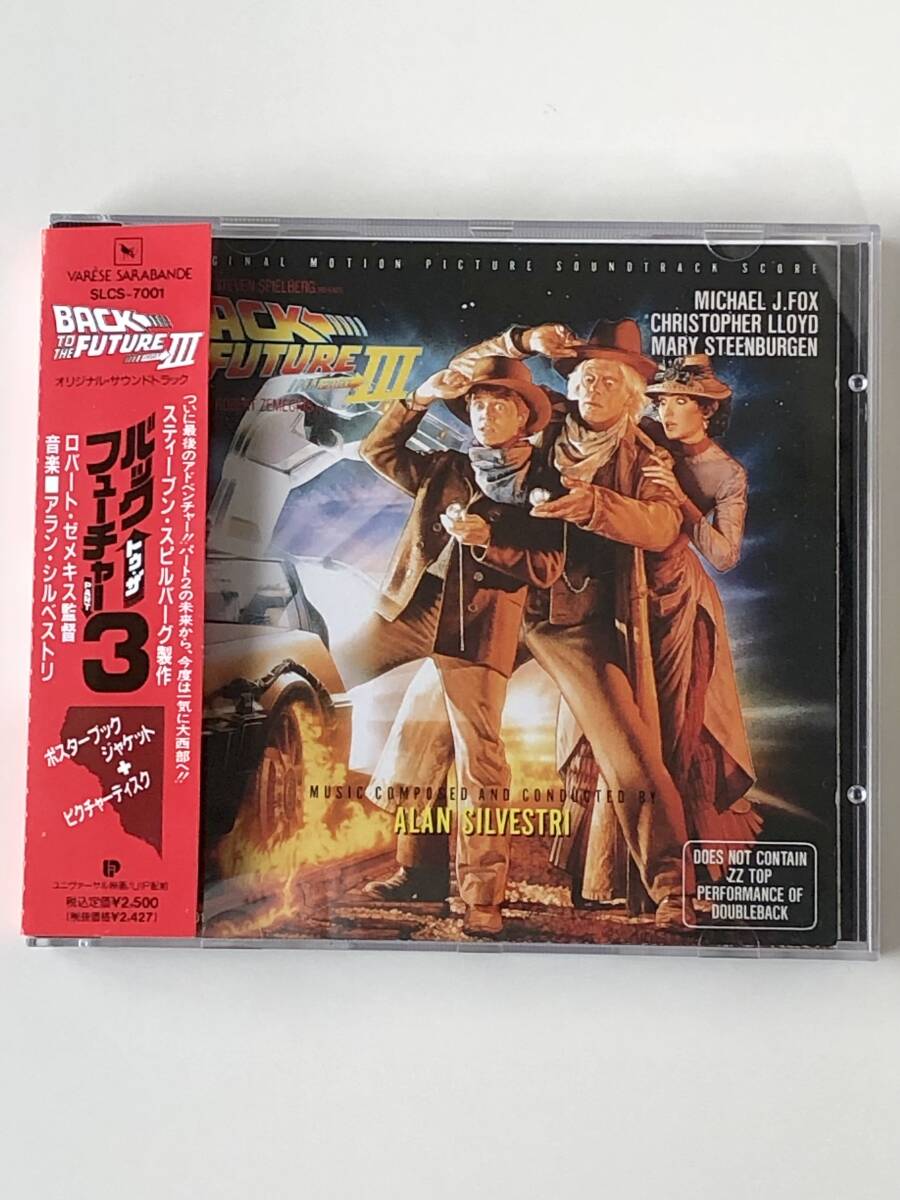 VARÈSE SARABANDE
SLCS-7001
BACK
TO THE FUTURE
PART III
オリジナル・サウンドトラック
ついに最後のアドベンチャー!!パート2の未来から、今度は一気に大西部へ!!
スティーブン・スピルバーグ製作
バック
トゥ・ザ
フューチャー
PART
3
ロバート・ゼメキス監督
音楽■アラン・シルベストリ
ポスターブック
ジャケット
+
ピクチャーディスク
ユニヴァーサル映画/UIP配給
税込定価¥2,500
(税抜価格¥2,427)
GINAL MOTION PICTURE SOUNDTRACK SCORE
STEVEN SPIELBERG
ACK
FUTURE
III
ROBERT ZEMECKIS
MICHAEL J.FOX
CHRISTOPHER LLOYD
MARY STEENBURGEN
MUSIC COMPOSED AND CONDUCTED BY
ALAN SILVESTRI
DOES NOT CONTAIN
ZZ TOP
PERFORMANCE OF
DOUBLEBACK